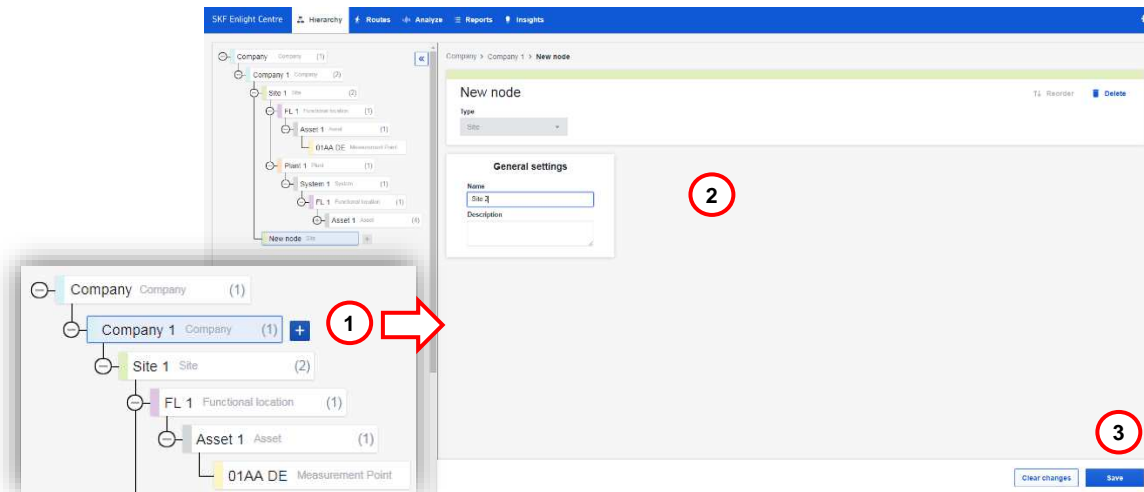 SKF Enlight Centre Hierarchy Routes Analyze Reports Insights
Company Company (1)
Company 1 Company (2)
Site 1 Site (2)
FL 1 Functional location (1)
Asset 1 Asset (1)
01AA DE Measurement Point
Plant 1 Plant (1)
System 1 System (1)
FL 1 Functional location (1)
Asset 1 Asset (4)
New node Site +
«
Company > Company 1 > New node
New node
Reorder Delete
Type
Site
General settings
Name
Site 2
Description
2
Company Company (1)
Company 1 Company (1) +
Site 1 Site (2)
FL 1 Functional location (1)
Asset 1 Asset (1)
01AA DE Measurement Point
1
3
Clear changes Save